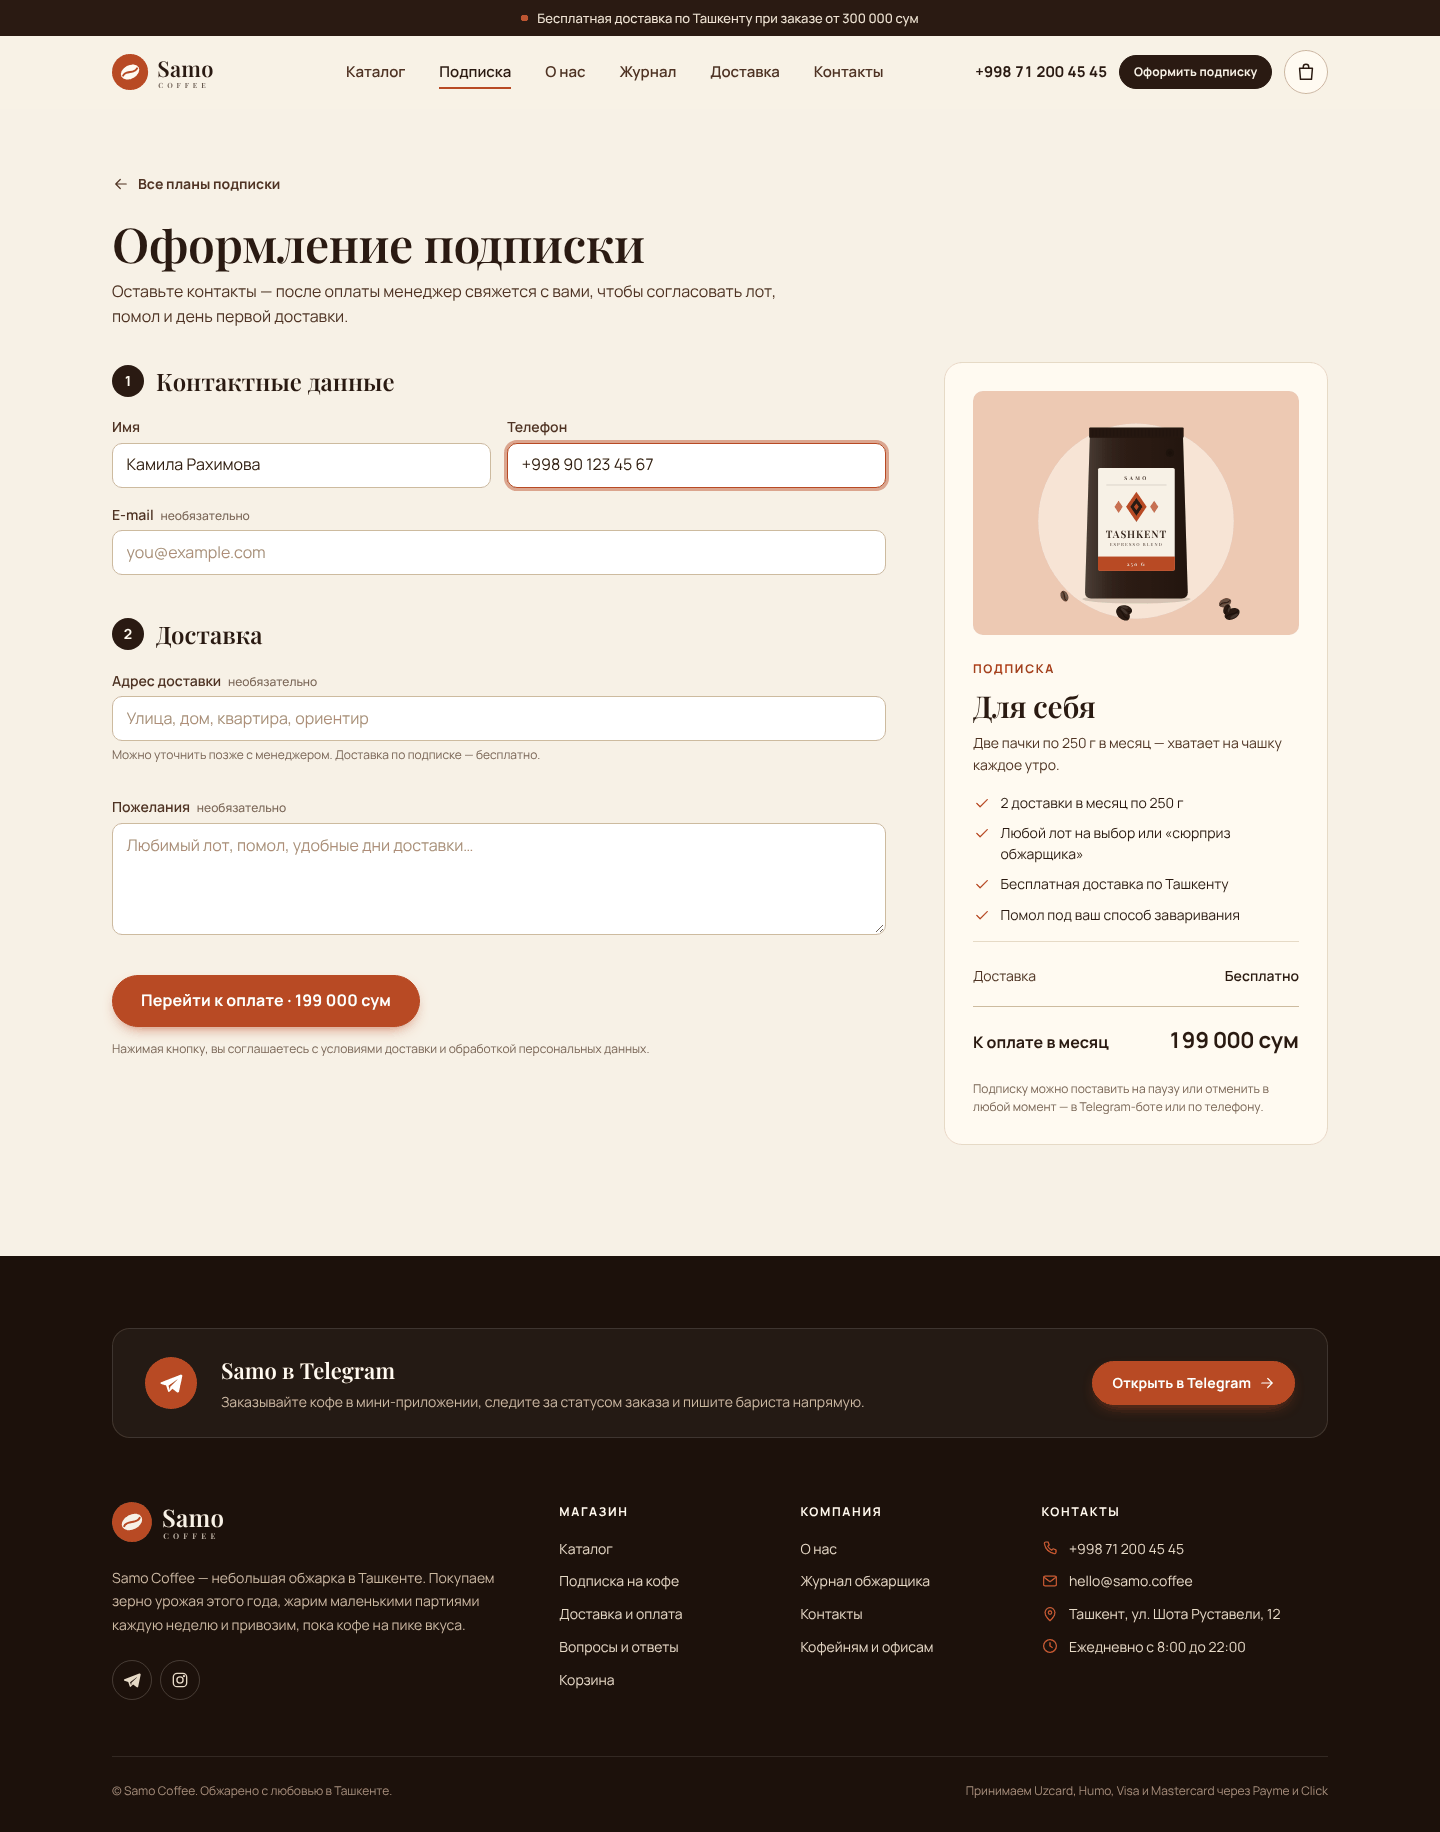 Бесплатная доставка по Ташкенту при заказе от 300 000 сум
Samo
COFFEE
Каталог
Подписка
О нас
Журнал
Доставка
Контакты
+998 71 200 45 45
Оформить подписку
Все планы подписки
Оформление подписки
Оставьте контакты — после оплаты менеджер свяжется с вами, чтобы согласовать лот,
помол и день первой доставки.
1
Контактные данные
Имя
Камила Рахимова
Телефон
+998 90 123 45 67
E-mail необязательно
you@example.com
2
Доставка
Адрес доставки необязательно
Улица, дом, квартира, ориентир
Можно уточнить позже с менеджером. Доставка по подписке — бесплатно.
Пожелания необязательно
Любимый лот, помол, удобные дни доставки…
Перейти к оплате · 199 000 сум
Нажимая кнопку, вы соглашаетесь с условиями доставки и обработкой персональных данных.
SAMO
TASHKENT
ESPRESSO BLEND
250 G
ПОДПИСКА
Для себя
Две пачки по 250 г в месяц — хватает на чашку
каждое утро.
2 доставки в месяц по 250 г
Любой лот на выбор или «сюрприз
обжарщика»
Бесплатная доставка по Ташкенту
Помол под ваш способ заваривания
Доставка
Бесплатно
К оплате в месяц
199 000 сум
Подписку можно поставить на паузу или отменить в
любой момент — в Telegram-боте или по телефону.
Samo в Telegram
Заказывайте кофе в мини-приложении, следите за статусом заказа и пишите бариста напрямую.
Открыть в Telegram
Samo
COFFEE
Samo Coffee — небольшая обжарка в Ташкенте. Покупаем
зерно урожая этого года, жарим маленькими партиями
каждую неделю и привозим, пока кофе на пике вкуса.
МАГАЗИН
Каталог
Подписка на кофе
Доставка и оплата
Вопросы и ответы
Корзина
КОМПАНИЯ
О нас
Журнал обжарщика
Контакты
Кофейням и офисам
КОНТАКТЫ
+998 71 200 45 45
hello@samo.coffee
Ташкент, ул. Шота Руставели, 12
Ежедневно с 8:00 до 22:00
© Samo Coffee. Обжарено с любовью в Ташкенте.
Принимаем Uzcard, Humo, Visa и Mastercard через Payme и Click